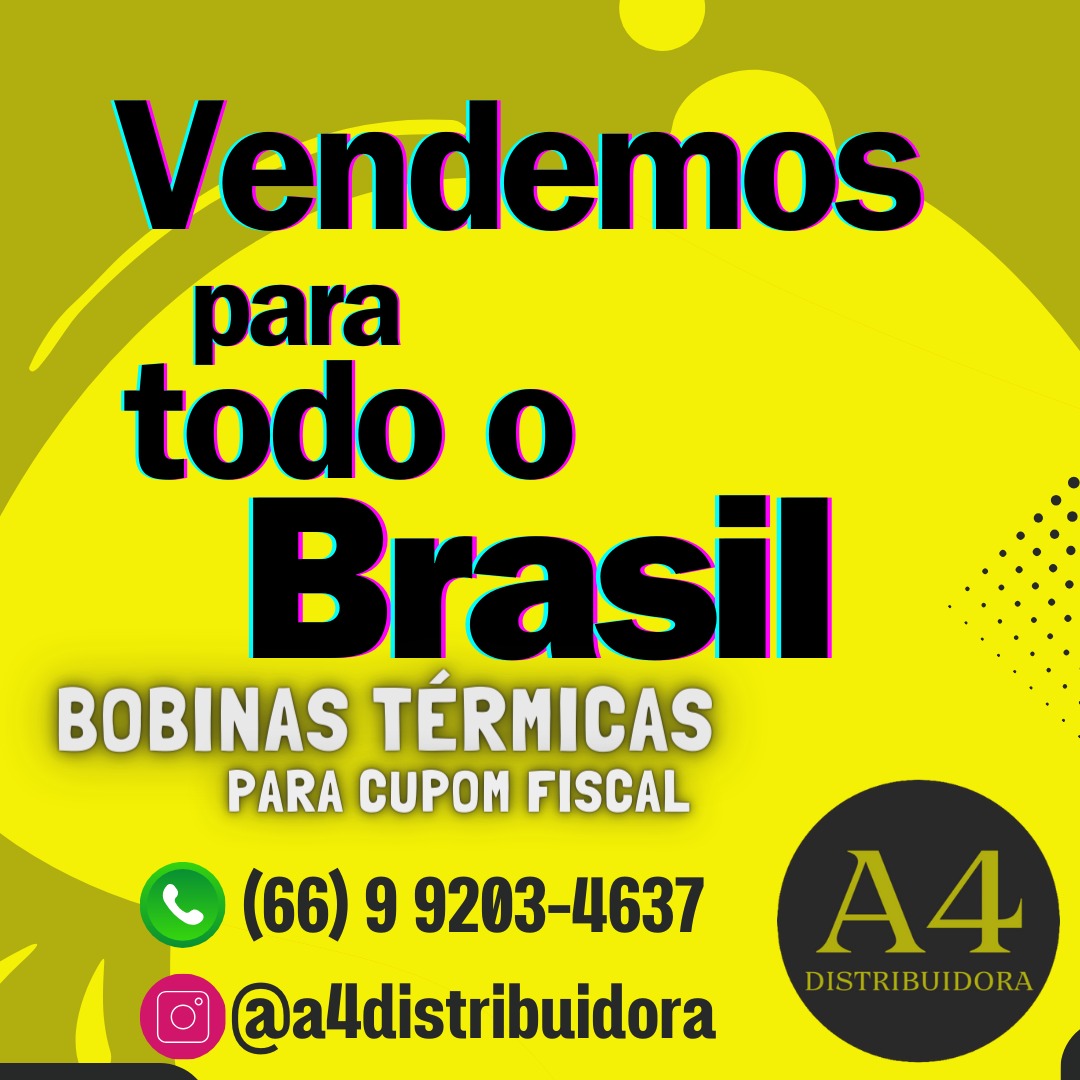 Vendemos
para
todo o
Brasil
BOBINAS TÉRMICAS
PARA CUPOM FISCAL
(66) 9 9203-4637
@a4distribuidora
A4
DISTRIBUIDORA